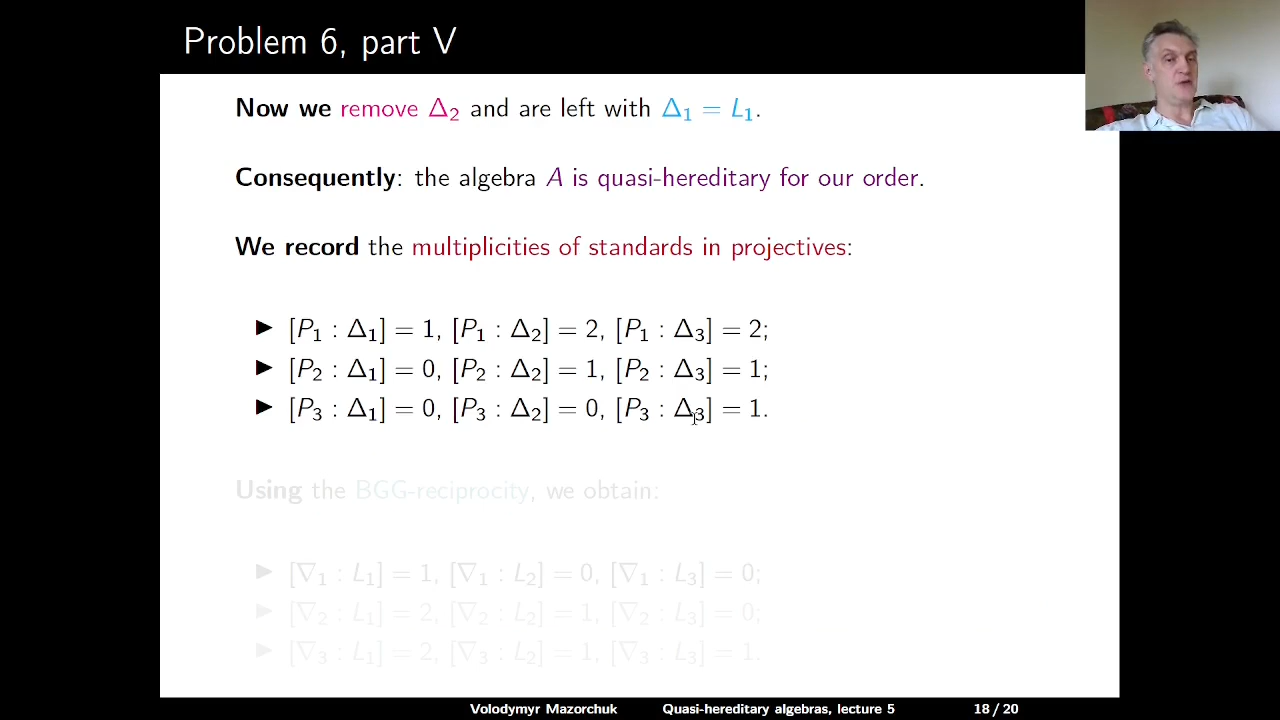 Problem 6, part V
Now we remove Δ₂ and are left with Δ₁ = L₁.
Consequently: the algebra A is quasi-hereditary for our order.
We record the multiplicities of standards in projectives:
▶ [P₁ : Δ₁] = 1, [P₁ : Δ₂] = 2, [P₁ : Δ₃] = 2;
▶ [P₂ : Δ₁] = 0, [P₂ : Δ₂] = 1, [P₂ : Δ₃] = 1;
▶ [P₃ : Δ₁] = 0, [P₃ : Δ₂] = 0, [P₃ : Δ₃] = 1.
Using the BGG-reciprocity, we obtain:
▶ [∇₁ : L₁] = 1, [∇₁ : L₂] = 0, [∇₁ : L₃] = 0;
▶ [∇₂ : L₁] = 2, [∇₂ : L₂] = 1, [∇₂ : L₃] = 0;
▶ [∇₃ : L₁] = 2, [∇₃ : L₂] = 1, [∇₃ : L₃] = 1.
Volodymyr Mazorchuk Quasi-hereditary algebras, lecture 5 18 / 20